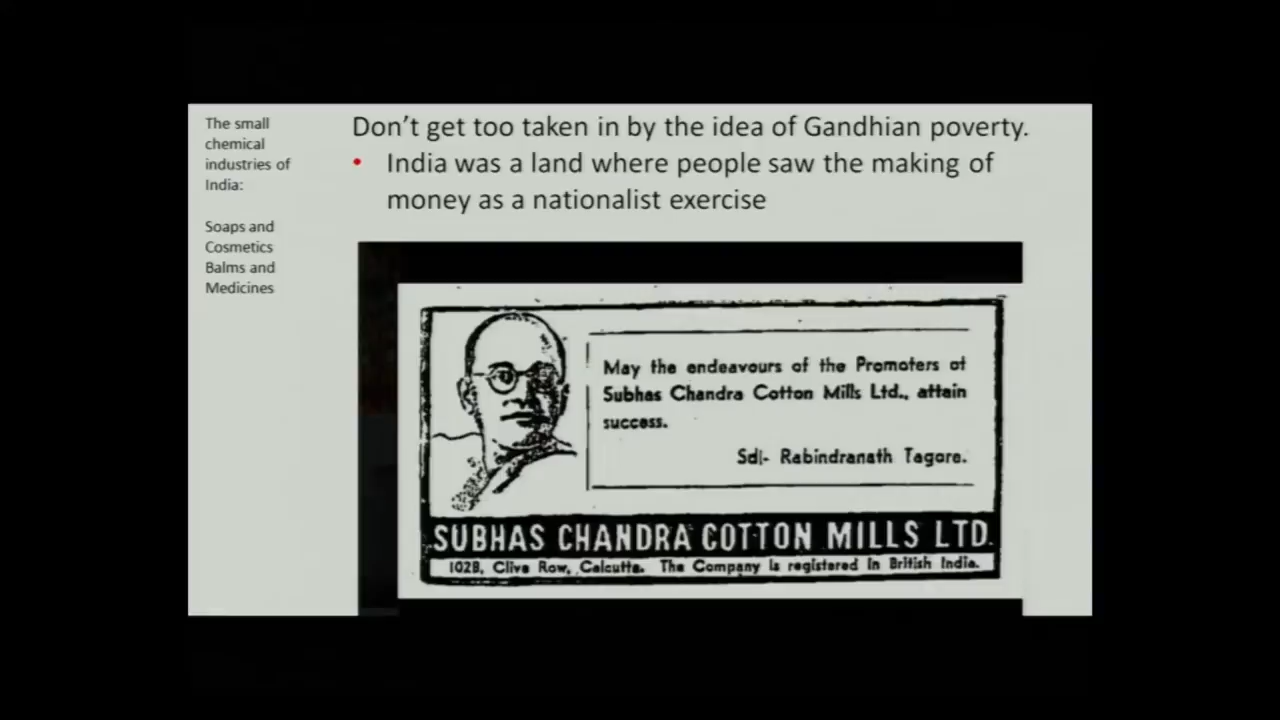 The small
chemical
industries of
India:
Soaps and
Cosmetics
Balms and
Medicines
Don't get too taken in by the idea of Gandhian poverty.
• India was a land where people saw the making of
money as a nationalist exercise
May the endeavours of the Promoters of
Subhas Chandra Cotton Mills Ltd., attain
success.
Sd|- Rabindranath Tagore.
SUBHAS CHANDRA COTTON MILLS LTD.
102B, Clive Row, Calcutta. The Company is registered in British India.